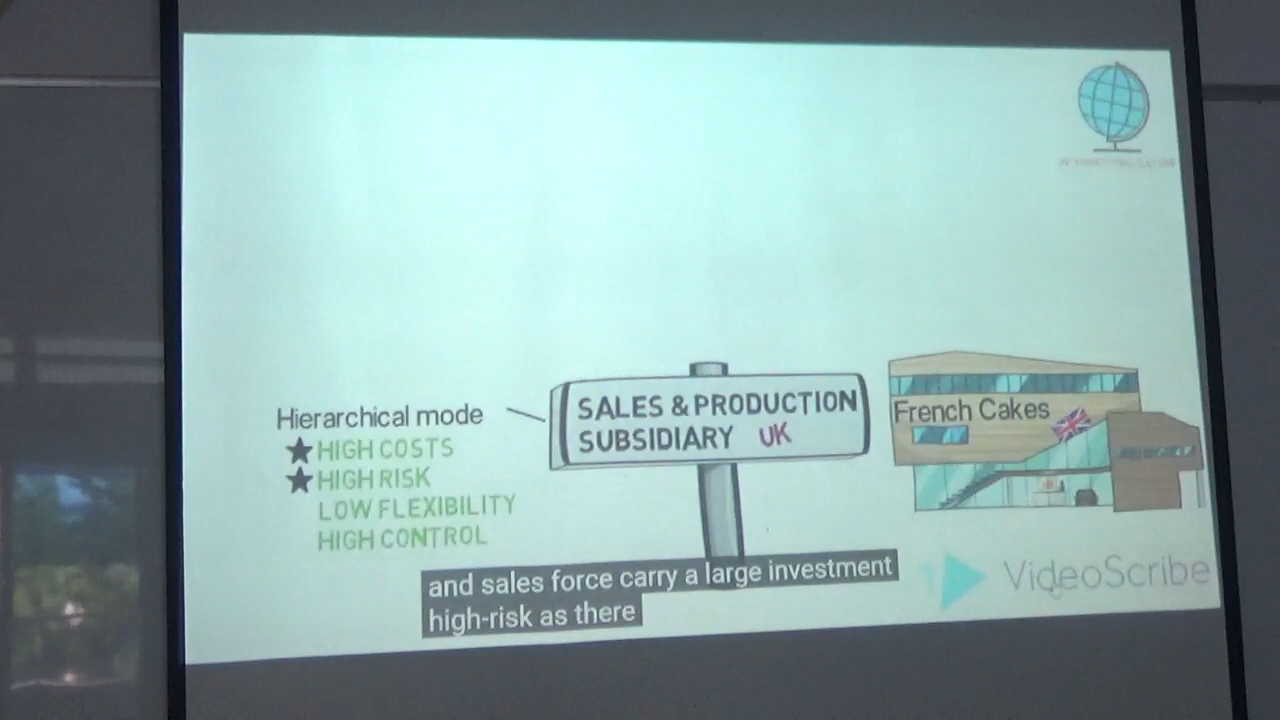 Hierarchical mode
HIGH COSTS
HIGH RISK
LOW FLEXIBILITY
HIGH CONTROL
SALES & PRODUCTION
SUBSIDIARY UK
French Cakes
and sales force carry a large investment
high-risk as there
VideoScribe